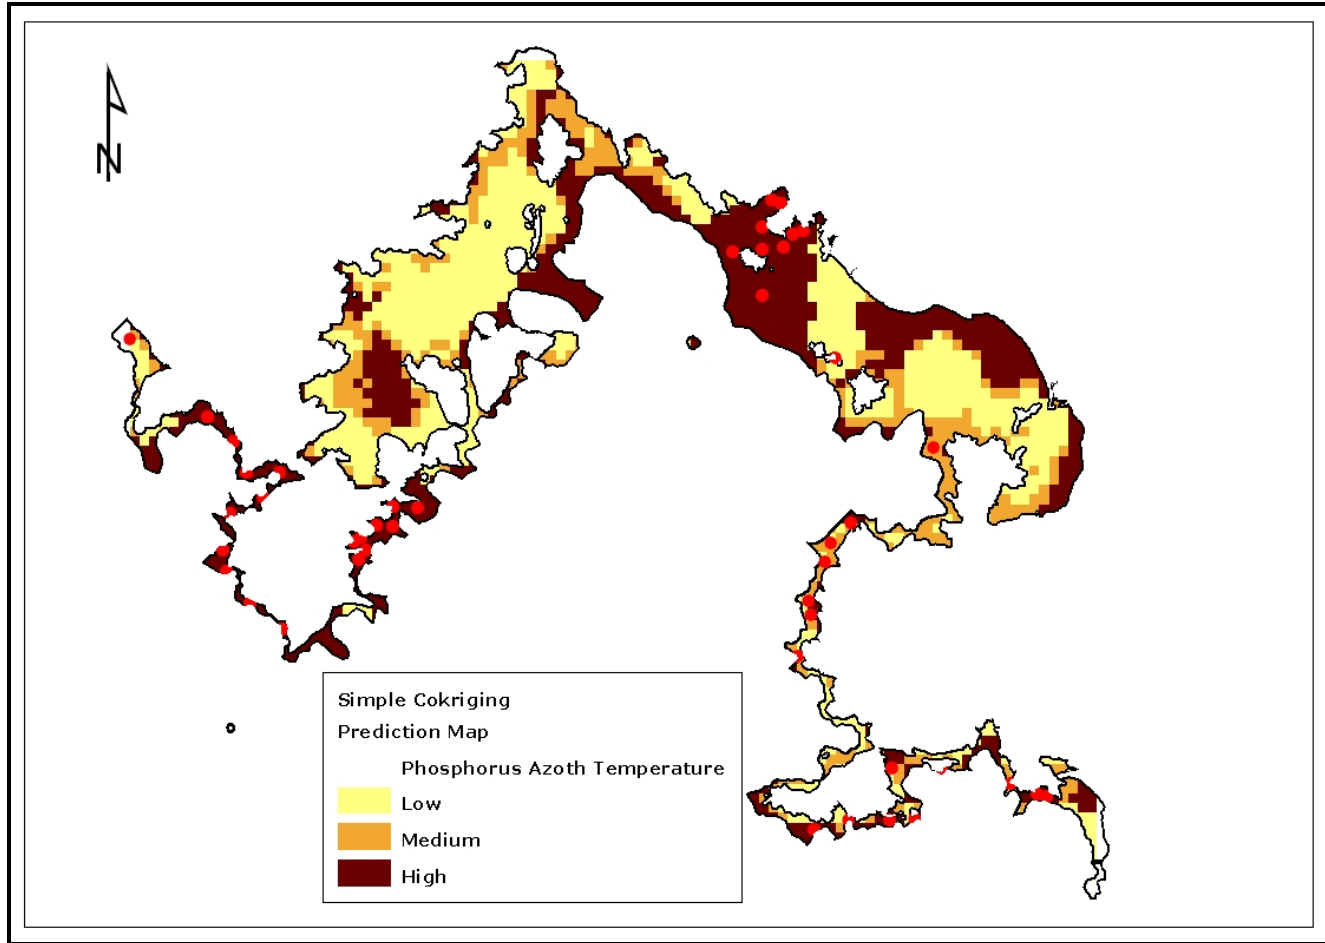 N
Simple Cokriging
Prediction Map
Phosphorus Azoth Temperature
Low
Medium
High